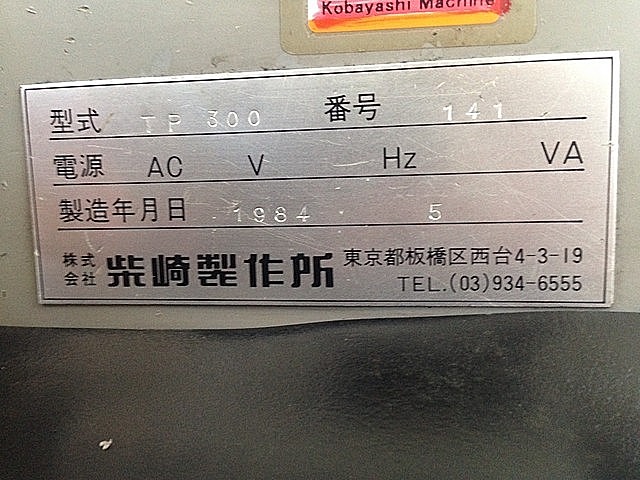 Kobayashi Machine
型式 TP 300 番号 141
電源 AC V Hz VA
製造年月日 1984 5
株式会社 柴崎製作所 東京都板橋区西台4-3-19
TEL.(03)934-6555